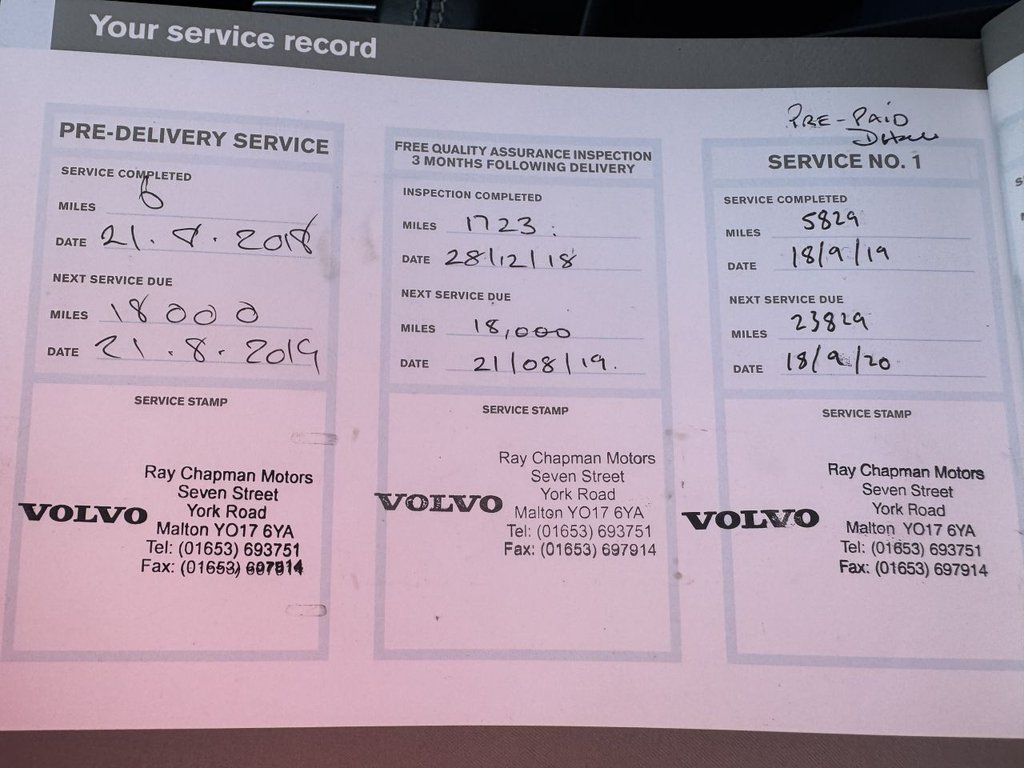 Your service record
PRE-DELIVERY SERVICE
SERVICE COMPLETED
MILES 6
DATE 21.8.2018
NEXT SERVICE DUE
MILES 18000
DATE 21.8.2019
SERVICE STAMP
VOLVO
Ray Chapman Motors
Seven Street
York Road
Malton YO17 6YA
Tel: (01653) 693751
Fax: (01653) 697914
FREE QUALITY ASSURANCE INSPECTION
3 MONTHS FOLLOWING DELIVERY
INSPECTION COMPLETED
MILES 1723
DATE 28/12/18
NEXT SERVICE DUE
MILES 18,000
DATE 21/08/19.
SERVICE STAMP
VOLVO
Ray Chapman Motors
Seven Street
York Road
Malton YO17 6YA
Tel: (01653) 693751
Fax: (01653) 697914
PRE-PAID
SERVICE NO. 1
SERVICE COMPLETED
MILES 5829
DATE 18/9/19
NEXT SERVICE DUE
MILES 23829
DATE 18/9/20
SERVICE STAMP
VOLVO
Ray Chapman Motors
Seven Street
York Road
Malton YO17 6YA
Tel: (01653) 693751
Fax: (01653) 697914